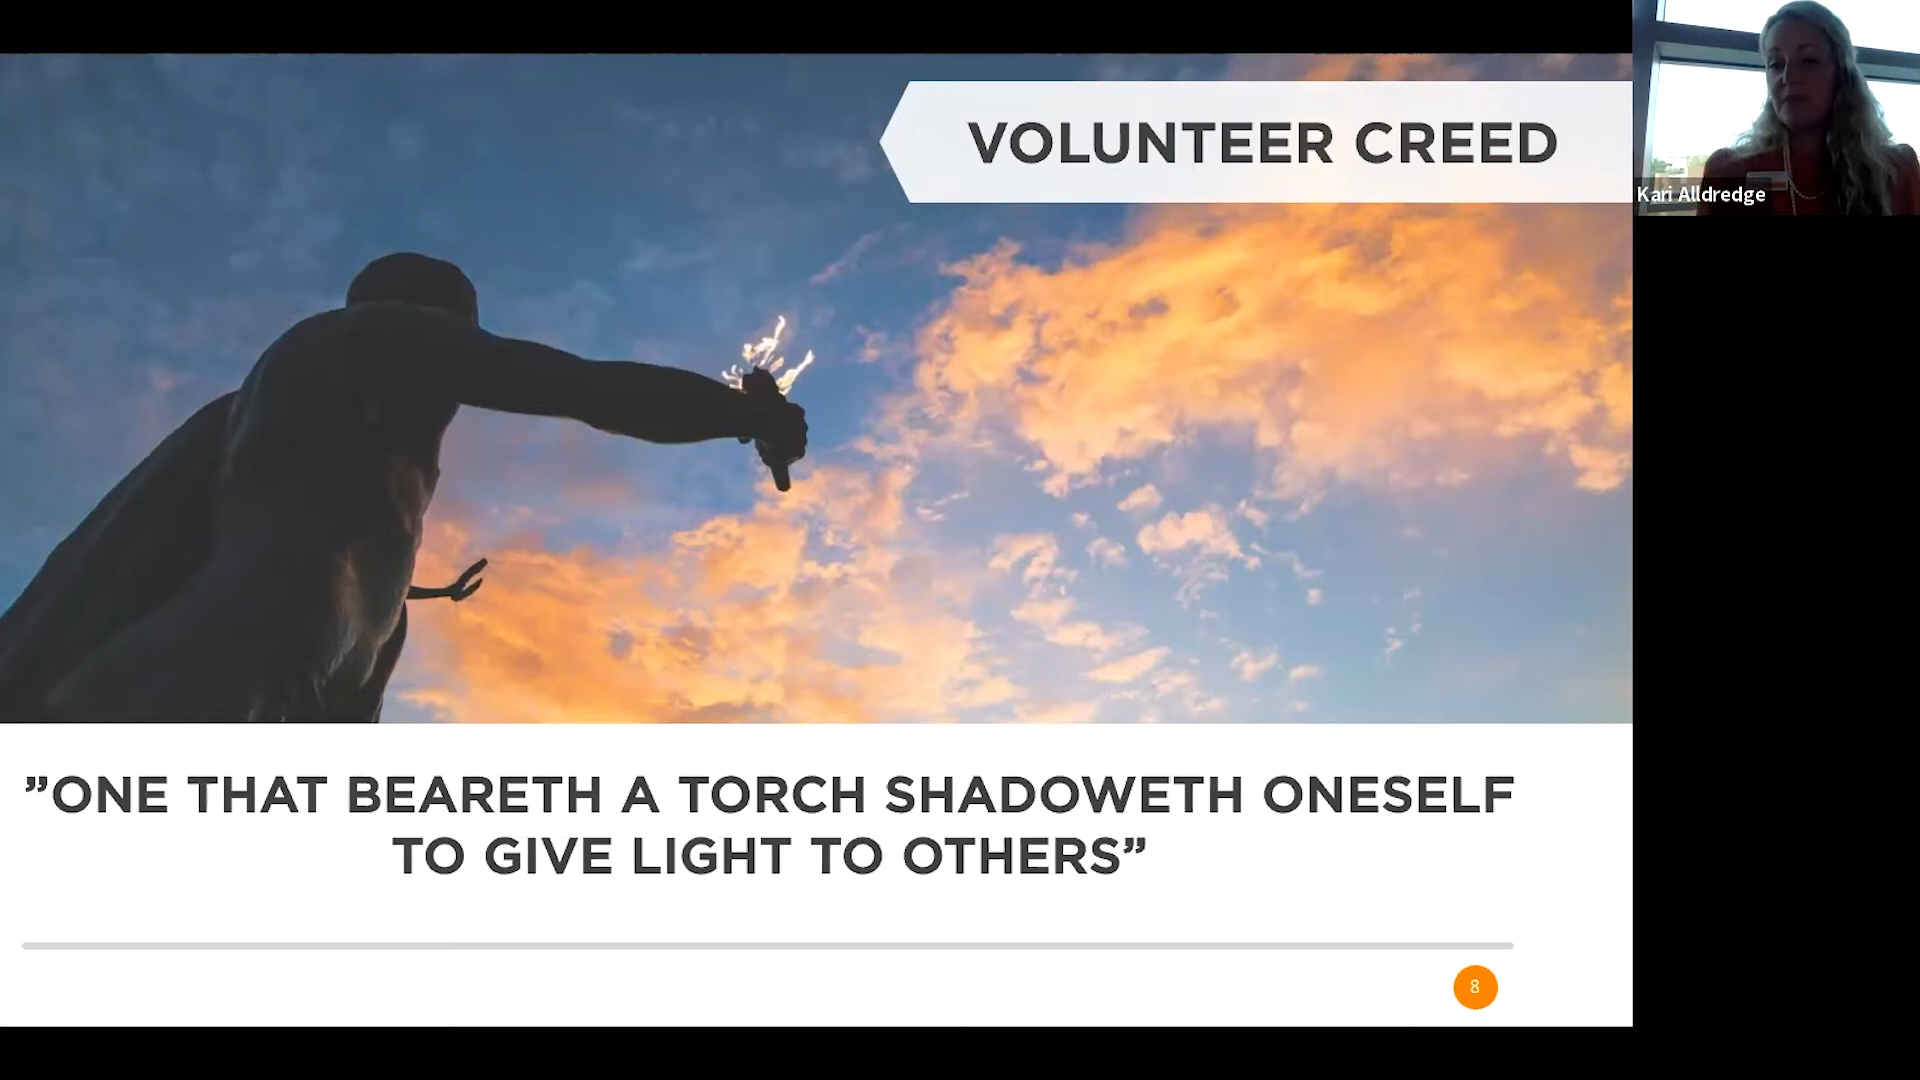 VOLUNTEER CREED
Kari Alldredge
”ONE THAT BEARETH A TORCH SHADOWETH ONESELF
TO GIVE LIGHT TO OTHERS”
8